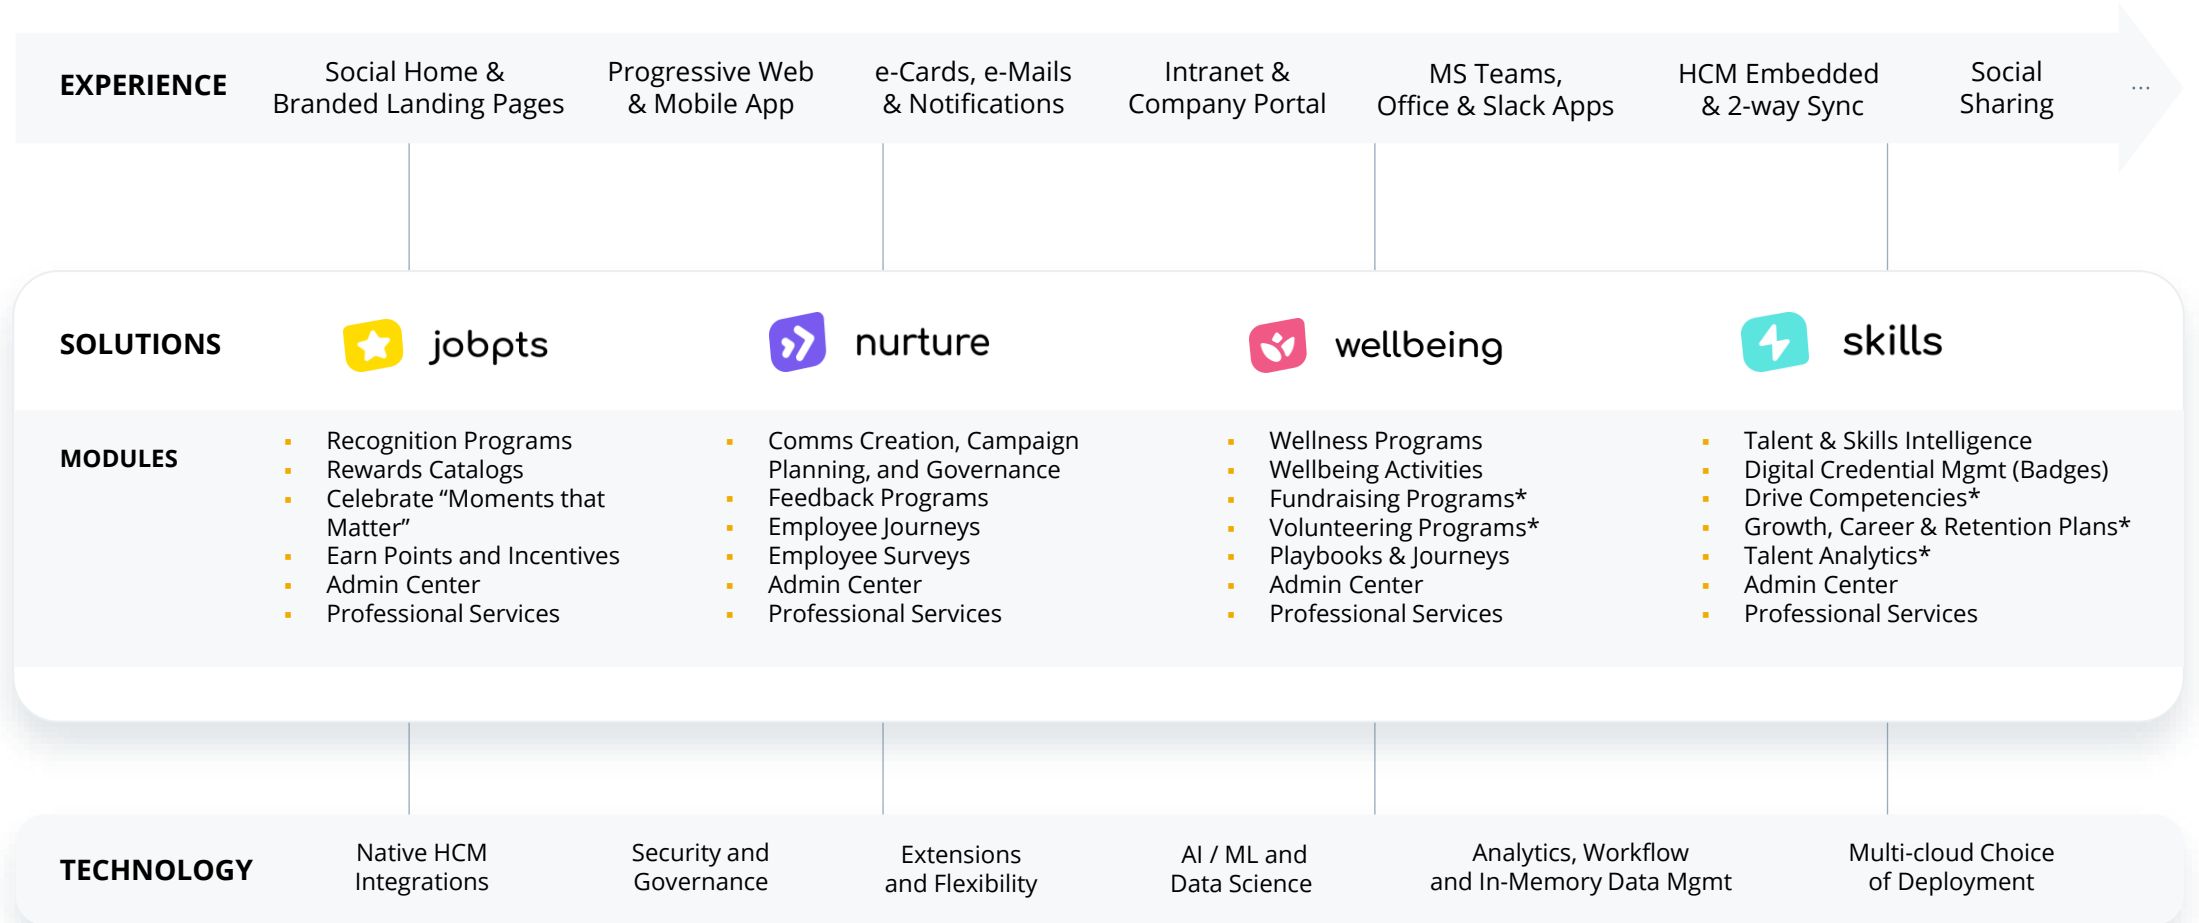 EXPERIENCE
Social Home &
Branded Landing Pages
Progressive Web
& Mobile App
e-Cards, e-Mails
& Notifications
Intranet &
Company Portal
MS Teams,
Office & Slack Apps
HCM Embedded
& 2-way Sync
Social
Sharing
...
SOLUTIONS
jobpts
nurture
wellbeing
skills
MODULES
Recognition Programs
Rewards Catalogs
Celebrate “Moments that
Matter”
Earn Points and Incentives
Admin Center
Professional Services
Comms Creation, Campaign
Planning, and Governance
Feedback Programs
Employee Journeys
Employee Surveys
Admin Center
Professional Services
Wellness Programs
Wellbeing Activities
Fundraising Programs*
Volunteering Programs*
Playbooks & Journeys
Admin Center
Professional Services
Talent & Skills Intelligence
Digital Credential Mgmt (Badges)
Drive Competencies*
Growth, Career & Retention Plans*
Talent Analytics*
Admin Center
Professional Services
TECHNOLOGY
Native HCM
Integrations
Security and
Governance
Extensions
and Flexibility
AI / ML and
Data Science
Analytics, Workflow
and In-Memory Data Mgmt
Multi-cloud Choice
of Deployment